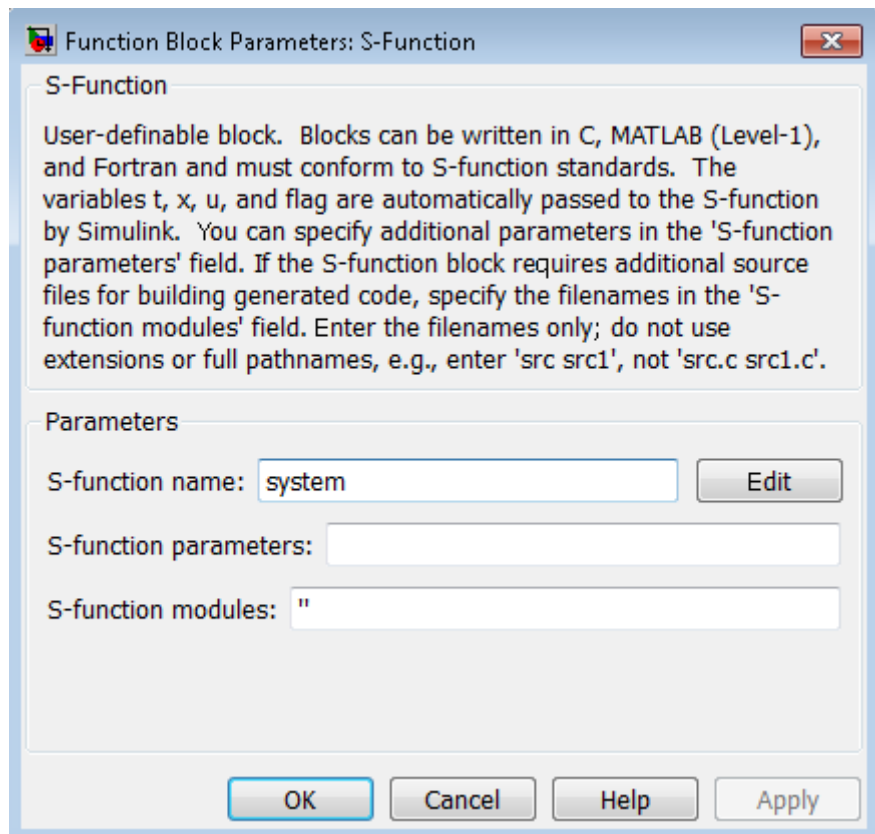 Function Block Parameters: S-Function
S-Function
User-definable block.  Blocks can be written in C, MATLAB (Level-1),
and Fortran and must conform to S-function standards.  The
variables t, x, u, and flag are automatically passed to the S-function
by Simulink.  You can specify additional parameters in the 'S-function
parameters' field. If the S-function block requires additional source
files for building generated code, specify the filenames in the 'S-
function modules' field. Enter the filenames only; do not use
extensions or full pathnames, e.g., enter 'src src1', not 'src.c src1.c'.
Parameters
S-function name: system Edit
S-function parameters:
S-function modules: ''
OK Cancel Help Apply